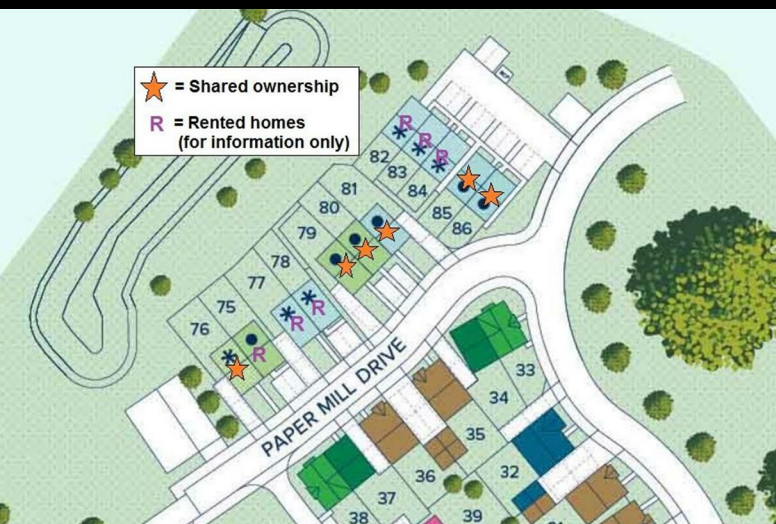 = Shared ownership
R = Rented homes
(for information only)
R
R
R
82
83
84
85
86
81
80
79
78
77
75
76
R
R
R
PAPER MILL DRIVE
33
34
35
36
37
38
32
39